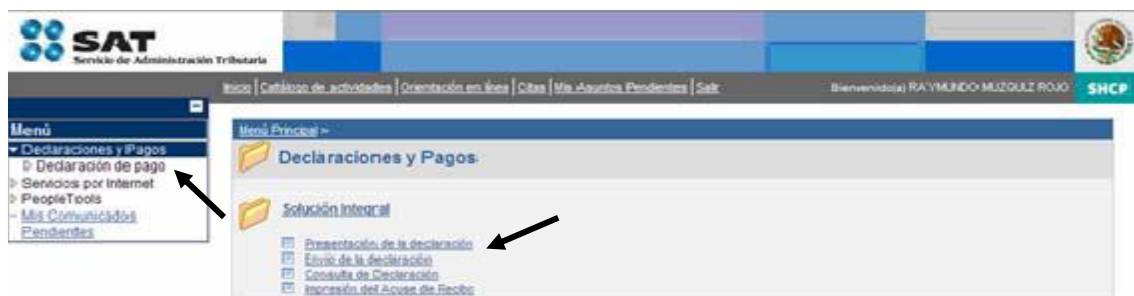 SAT
Servicio de Administración Tributaria
Inicio | Catálogo de actividades | Orientación en línea | Citas | Mis Asuntos Pendientes | Salir
Bienvenido(a) RAYMUNDO MUZQUIZ ROJO
SHCP
Menú
Declaraciones y Pagos
Declaración de pago
Servicios por Internet
PeopleTools
Mis Comunicados
Pendientes
Menú Principal >
Declaraciones y Pagos
Solución Integral
Presentación de la declaración
Envío de la declaración
Consulta de Declaración
Impresión del Acuse de Recibo